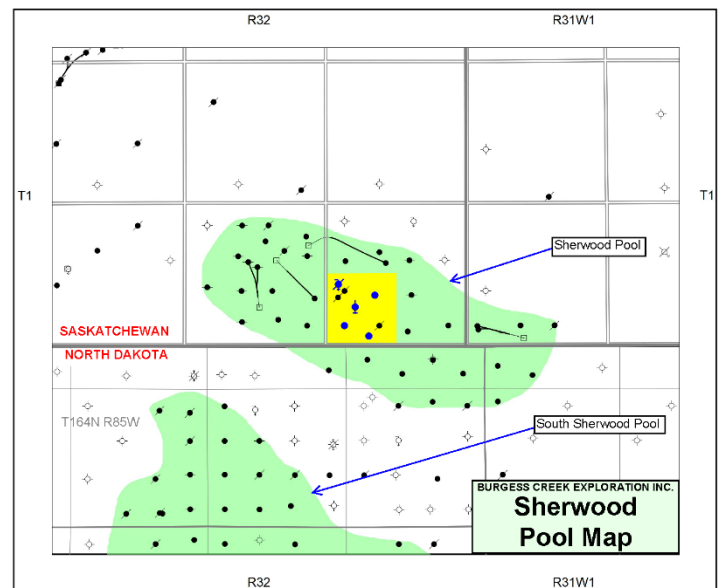 R32 R31W1
T1 T1
Sherwood Pool
SASKATCHEWAN
NORTH DAKOTA
T164N R85W
South Sherwood Pool
BURGESS CREEK EXPLORATION INC.
Sherwood
Pool Map
R32 R31W1